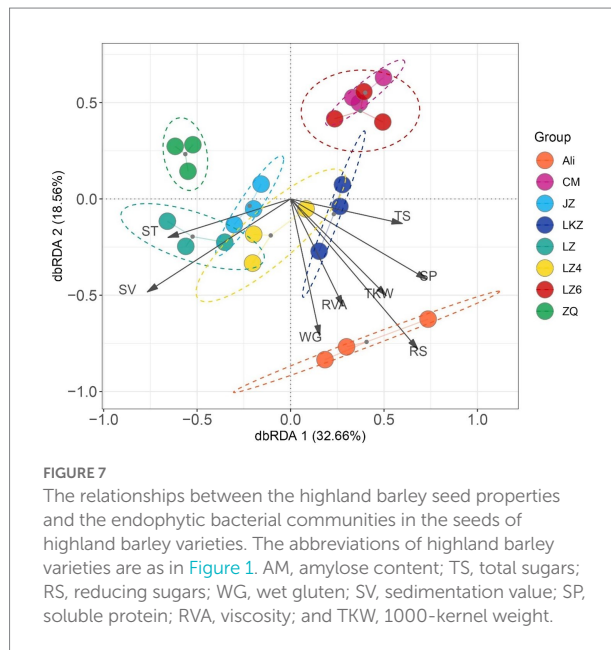 0.5
0.0
−0.5
−1.0
−1.0
−0.5
0.0
0.5
1.0
dbRDA 2 (18.56%)
dbRDA 1 (32.66%)
ST
SV
TS
SP
TKW
RVA
WG
RS
Group
Ali
CM
JZ
LKZ
LZ
LZ4
LZ6
ZQ
FIGURE 7
The relationships between the highland barley seed properties
and the endophytic bacterial communities in the seeds of
highland barley varieties. The abbreviations of highland barley
varieties are as in Figure 1. AM, amylose content; TS, total sugars;
RS, reducing sugars; WG, wet gluten; SV, sedimentation value; SP,
soluble protein; RVA, viscosity; and TKW, 1000-kernel weight.